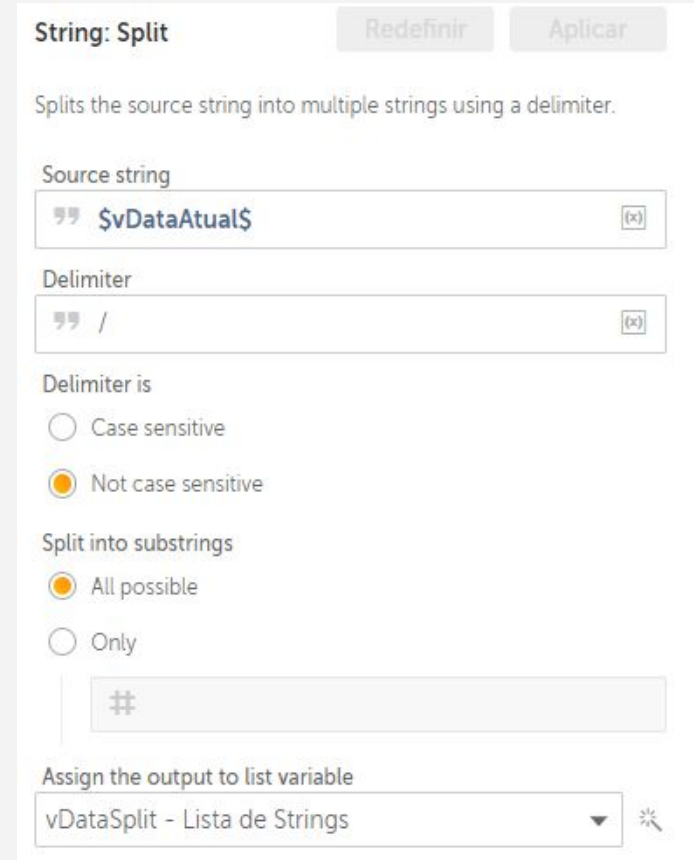 String: Split
Redefinir
Aplicar
Splits the source string into multiple strings using a delimiter.
Source string
$vDataAtual$
(x)
Delimiter
/
(x)
Delimiter is
Case sensitive
Not case sensitive
Split into substrings
All possible
Only
#
Assign the output to list variable
vDataSplit - Lista de Strings